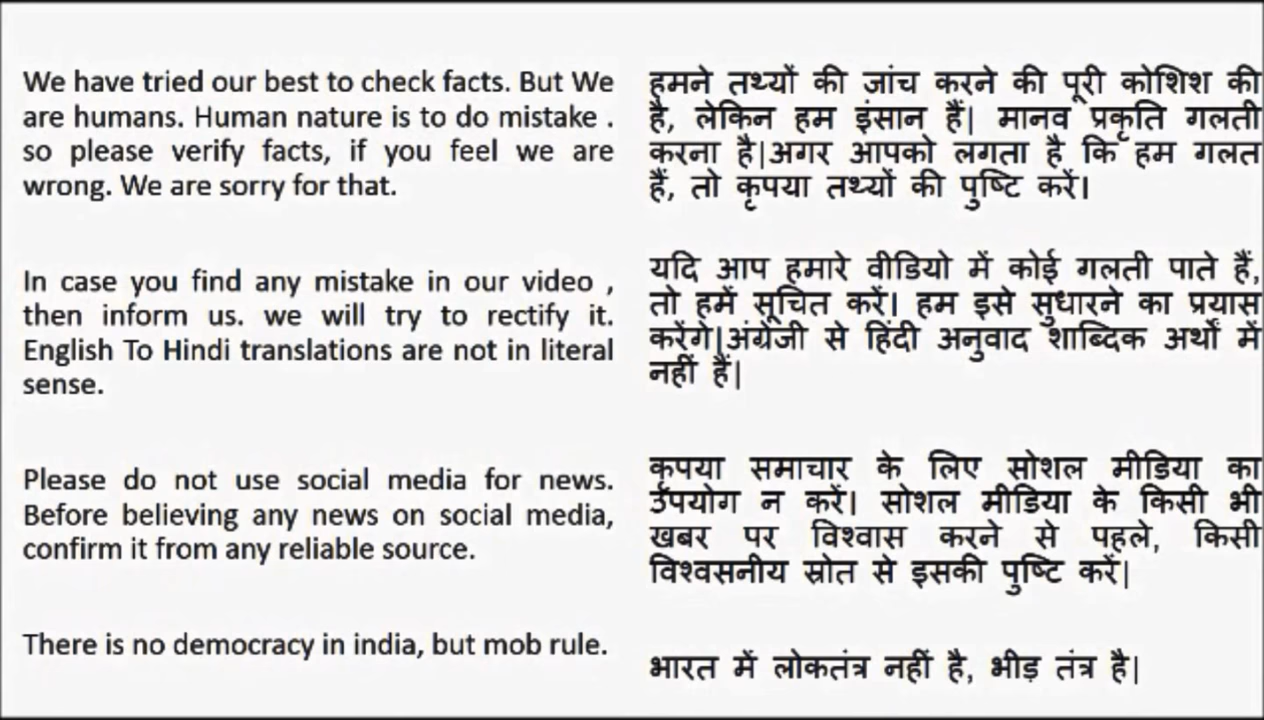 We have tried our best to check facts. But We
are humans. Human nature is to do mistake .
so please verify facts, if you feel we are
wrong. We are sorry for that.
In case you find any mistake in our video ,
then inform us. we will try to rectify it.
English To Hindi translations are not in literal
sense.
Please do not use social media for news.
Before believing any news on social media,
confirm it from any reliable source.
There is no democracy in india, but mob rule.
हमने तथ्यों की जांच करने की पूरी कोशिश की
है, लेकिन हम इंसान हैं| मानव प्रकृति गलती
करना है|अगर आपको लगता है कि हम गलत
हैं, तो कृपया तथ्यों की पुष्टि करें।
यदि आप हमारे वीडियो में कोई गलती पाते हैं,
तो हमें सूचित करें। हम इसे सुधारने का प्रयास
करेंगे|अंग्रेजी से हिंदी अनुवाद शाब्दिक अर्थों में
नहीं हैं|
कृपया समाचार के लिए सोशल मीडिया का
उपयोग न करें। सोशल मीडिया के किसी भी
खबर पर विश्वास करने से पहले, किसी
विश्वसनीय स्रोत से इसकी पुष्टि करें|
भारत में लोकतंत्र नहीं है, भीड़ तंत्र है|